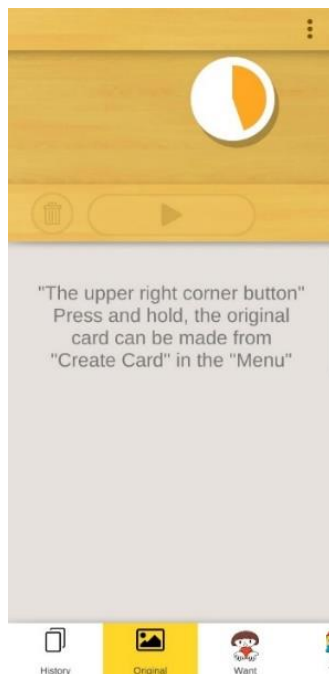 "The upper right corner button"
Press and hold, the original
card can be made from
"Create Card" in the "Menu"
History
Original
Want